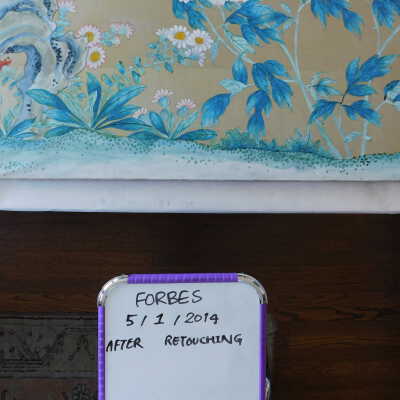 FORBES
5/1/2014
AFTER RETOUCHING